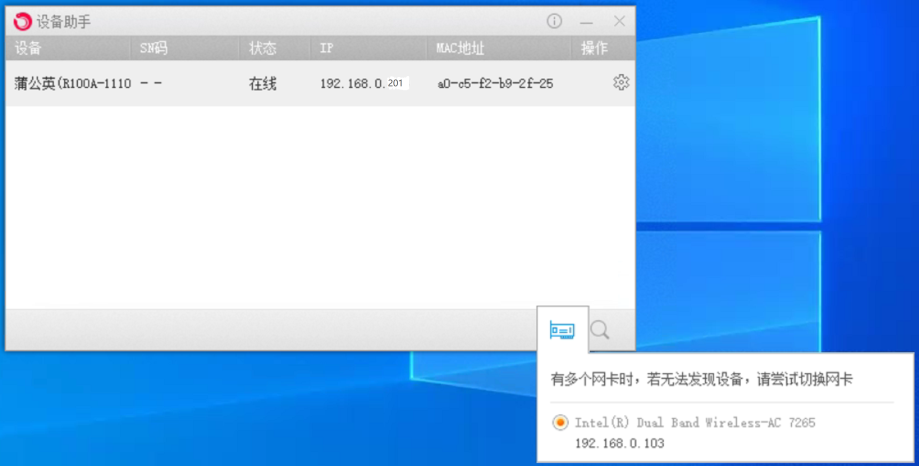 设备助手
设备 SN码 状态 IP MAC地址 操作
蒲公英(R100A-1110 -- 在线 192.168.0.201 a0-c5-f2-b9-2f-25
有多个网卡时，若无法发现设备，请尝试切换网卡
Intel(R) Dual Band Wireless-AC 7265
192.168.0.103